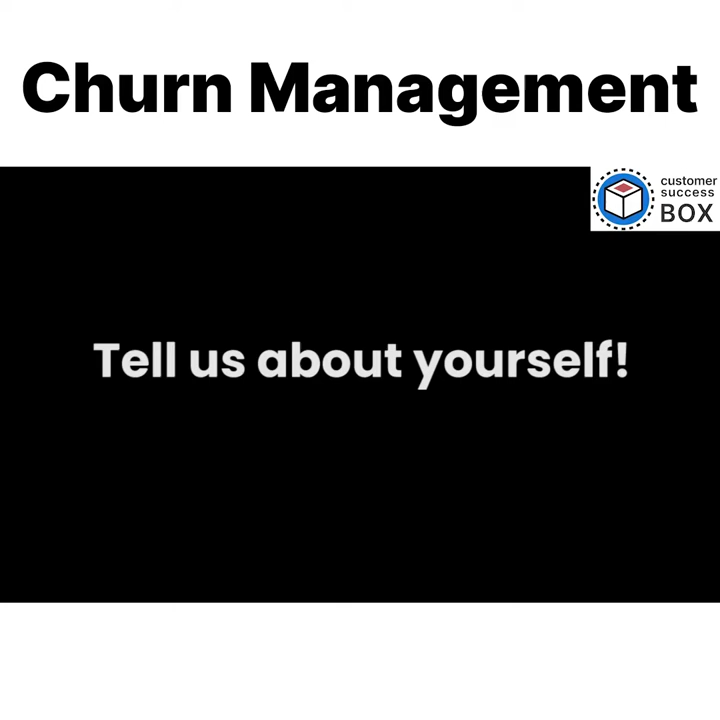 Churn Management
customer
success
BOX
Tell us about yourself!